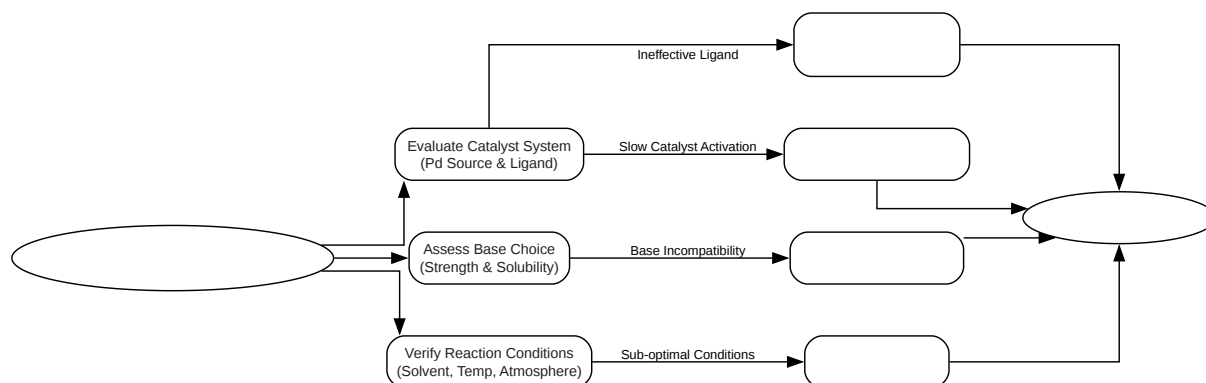 Ineffective Ligand
Evaluate Catalyst System
(Pd Source & Ligand)
Slow Catalyst Activation
Assess Base Choice
(Strength & Solubility)
Base Incompatibility
Verify Reaction Conditions
(Solvent, Temp, Atmosphere)
Sub-optimal Conditions